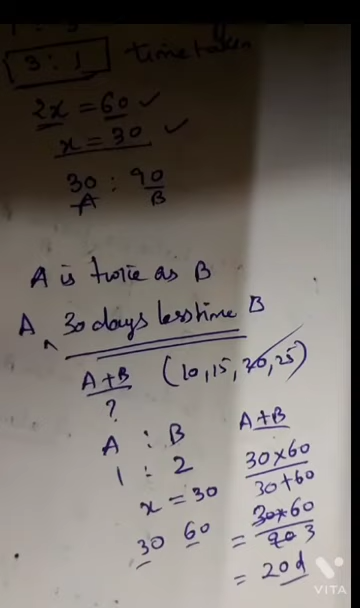 3 : 1 time taken
2x = 60 ✓
x = 30 ✓
30 : 90
A B
A is twice as B
A 30 days less time B
A+B (10, 15, 20, 25)
?
A : B A+B
1 : 2 30×60
x = 30 30+60
30 60 = 30×60
90 3
= 20d
VITA